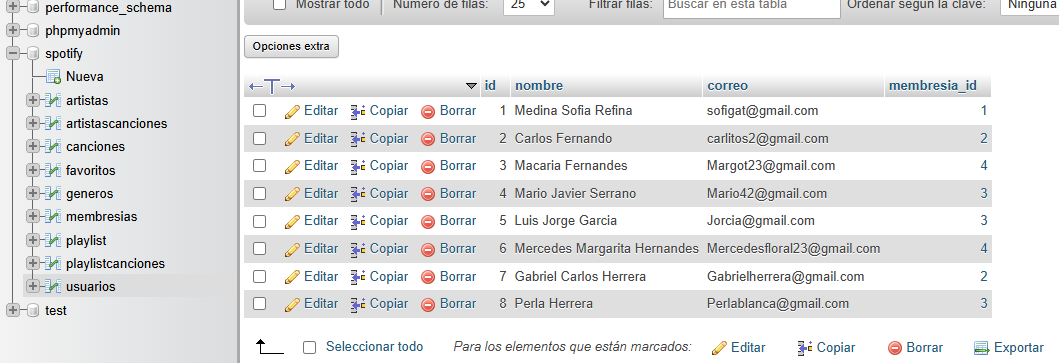 performance_schema
phpmyadmin
spotify
Nueva
artistas
artistascanciones
canciones
favoritos
generos
membresias
playlist
playlistcanciones
usuarios
test
Mostrar todo Número de filas: 25 Filtrar filas: Buscar en esta tabla Ordenar según la clave: Ninguna
Opciones extra
id nombre correo membresia_id
Editar Copiar Borrar 1 Medina Sofia Refina sofigat@gmail.com 1
Editar Copiar Borrar 2 Carlos Fernando carlitos2@gmail.com 2
Editar Copiar Borrar 3 Macaria Fernandes Margot23@gmail.com 4
Editar Copiar Borrar 4 Mario Javier Serrano Mario42@gmail.com 3
Editar Copiar Borrar 5 Luis Jorge Garcia Jorcia@gmail.com 3
Editar Copiar Borrar 6 Mercedes Margarita Hernandes Mercedesfloral23@gmail.com 4
Editar Copiar Borrar 7 Gabriel Carlos Herrera Gabrielherrera@gmail.com 2
Editar Copiar Borrar 8 Perla Herrera Perlablanca@gmail.com 3
Seleccionar todo Para los elementos que están marcados: Editar Copiar Borrar Exportar